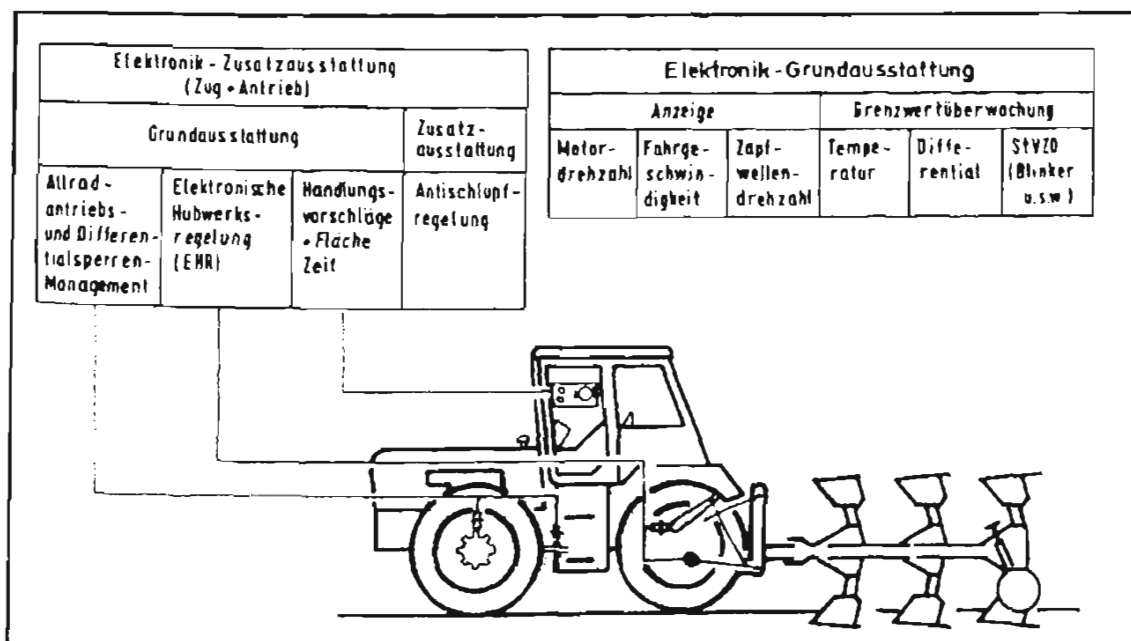 Elektronik-Zusatzausstattung
(Zug+Antrieb)
Grundausstattung
Zusatz-
ausstattung
Allrad-
antriebs-
und Differen-
tialsperren-
Management
Elektronische
Hubwerks-
regelung
(EHR)
Handlungs-
vorschläge
+ Fläche
Zeit
Antischlupf-
regelung
Elektronik-Grundausstattung
Anzeige
Grenzwertüberwachung
Motor-
drehzahl
Fahrge-
schwin-
digkeit
Zapf-
wellen-
drehzahl
Tempe-
ratur
Diffe-
rential
StVZO
(Blinker
u.s.w)